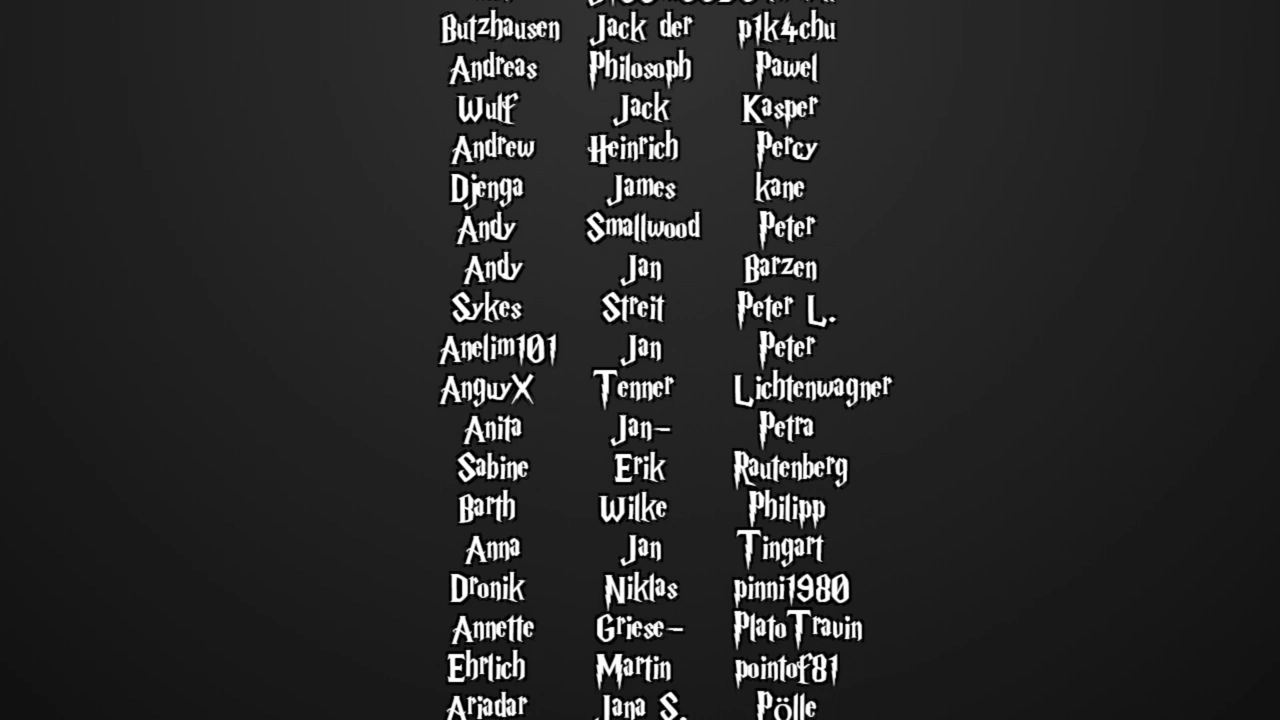 Butzhausen Jack der p1k4chu
Andreas Philosoph Pawel
Wulf Jack Kasper
Andrew Heinrich Percy
Djenga James kane
Andy Smallwood Peter
Andy Jan Barzen
Sykes Streit Peter L.
Anelim101 Jan Peter
AnguyX Tenner Lichtenwagner
Anita Jan- Petra
Sabine Erik Rautenberg
Barth Wilke Philipp
Anna Jan Tingart
Dronik Niklas pinni1980
Annette Griese- PlatoTravin
Ehrlich Martin pointof81
Arjadar Jana S. Pölle